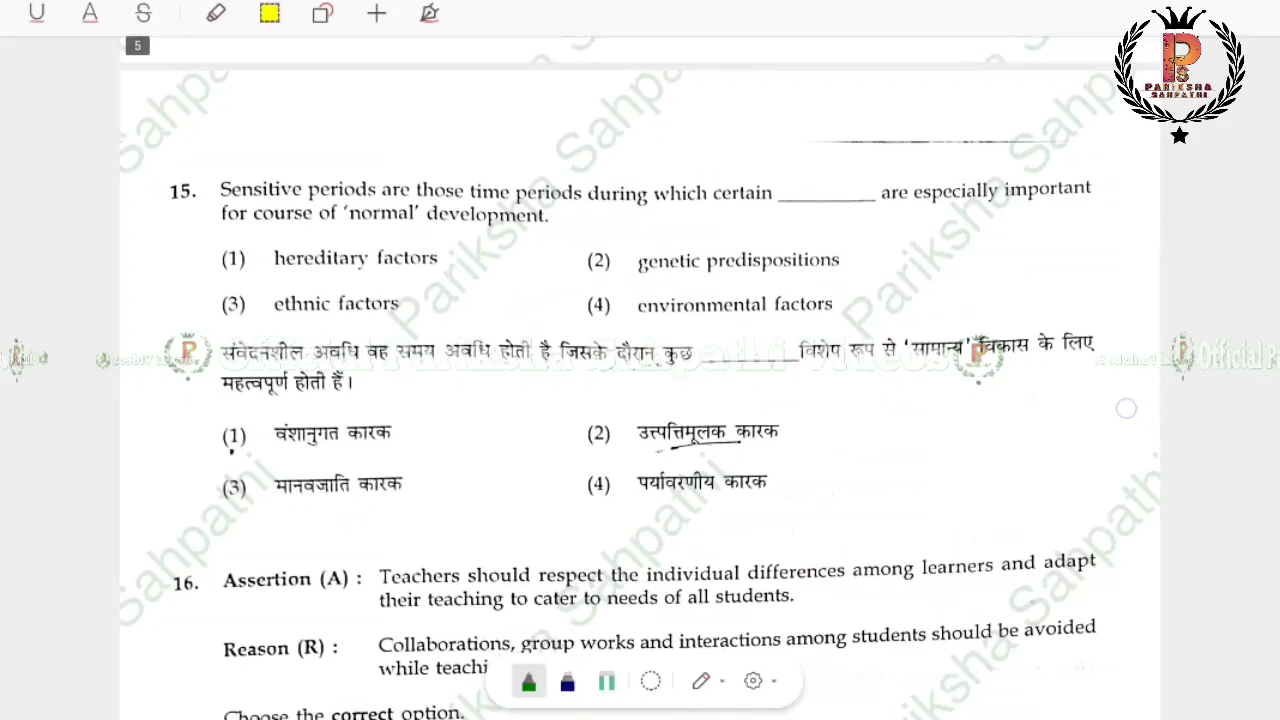 5
PARIKSHA
SAHPATHI
15. Sensitive periods are those time periods during which certain __________ are especially important
for course of 'normal' development.
(1) hereditary factors (2) genetic predispositions
(3) ethnic factors (4) environmental factors
संवेदनशील अवधि वह समय अवधि होती है जिसके दौरान कुछ __________ विशेष रूप से 'सामान्य' विकास के लिए
महत्वपूर्ण होती हैं।
(1) वंशानुगत कारक (2) उत्पत्तिमूलक कारक
(3) मानवजाति कारक (4) पर्यावरणीय कारक
16. Assertion (A) : Teachers should respect the individual differences among learners and adapt
their teaching to cater to needs of all students.
Reason (R) : Collaborations, group works and interactions among students should be avoided
while teachi
Choose the correct option.